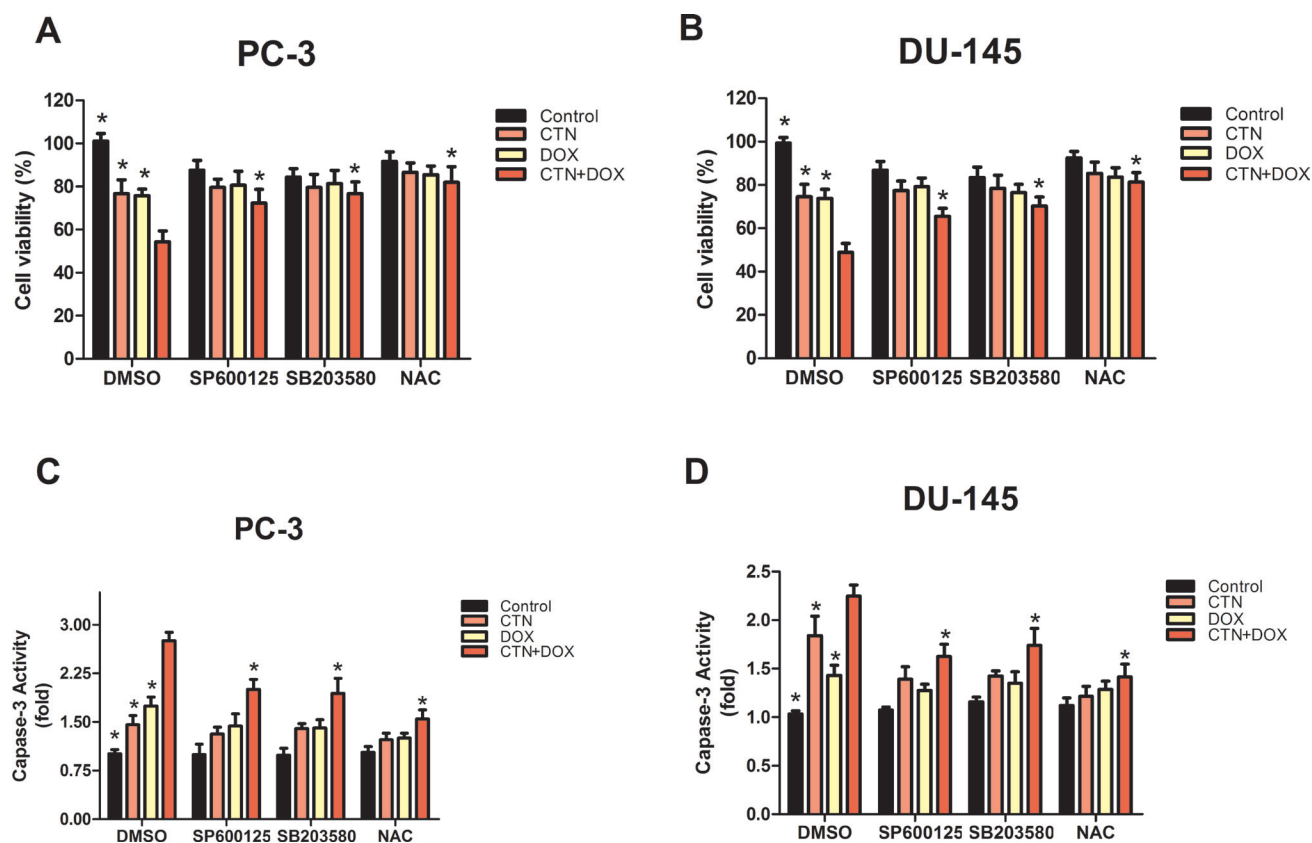 A
PC-3
Cell viability (%)
120
100
80
60
40
20
0
*
*
*
*
*
*
DMSO
SP600125
SB203580
NAC
Control
CTN
DOX
CTN+DOX
B
DU-145
Cell viability (%)
120
100
80
60
40
20
0
*
*
*
*
*
*
DMSO
SP600125
SB203580
NAC
Control
CTN
DOX
CTN+DOX
C
PC-3
Capase-3 Activity
(fold)
3.00
2.25
1.50
0.75
0.00
*
*
*
*
*
*
DMSO
SP600125
SB203580
NAC
Control
CTN
DOX
CTN+DOX
D
DU-145
Capase-3 Activity
(fold)
2.5
2.0
1.5
1.0
0.5
0.0
*
*
*
*
*
*
DMSO
SP600125
SB203580
NAC
Control
CTN
DOX
CTN+DOX